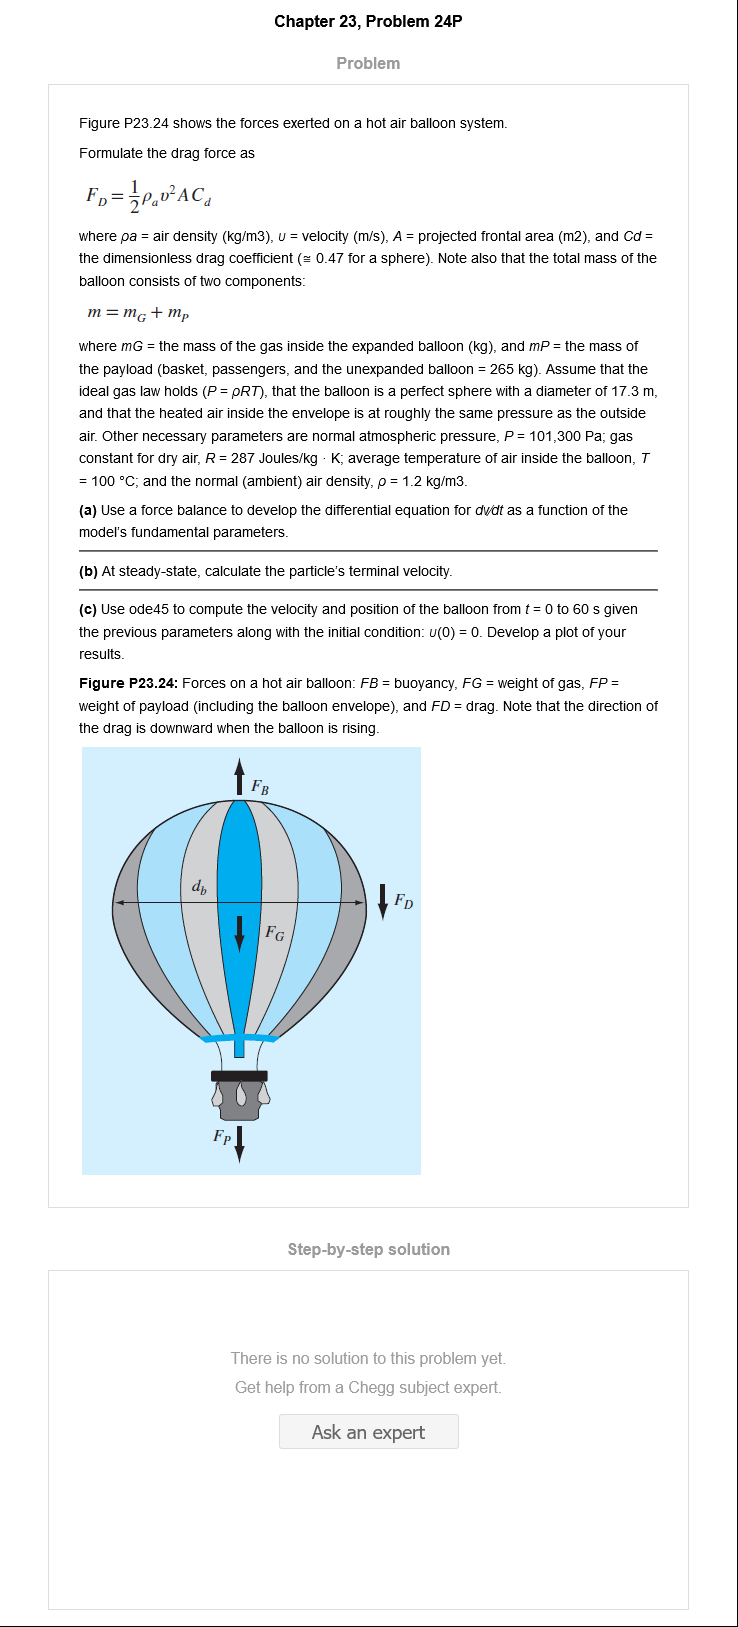 Chapter 23, Problem 24P
Problem
Figure P23.24 shows the forces exerted on a hot air balloon system.
Formulate the drag force as
F_D = 1/2 ρ_a υ² A C_d
where ρa = air density (kg/m3), υ = velocity (m/s), A = projected frontal area (m2), and Cd =
the dimensionless drag coefficient (≅ 0.47 for a sphere). Note also that the total mass of the
balloon consists of two components:
m = m_G + m_P
where mG = the mass of the gas inside the expanded balloon (kg), and mP = the mass of
the payload (basket, passengers, and the unexpanded balloon = 265 kg). Assume that the
ideal gas law holds (P = ρRT), that the balloon is a perfect sphere with a diameter of 17.3 m,
and that the heated air inside the envelope is at roughly the same pressure as the outside
air. Other necessary parameters are normal atmospheric pressure, P = 101,300 Pa; gas
constant for dry air, R = 287 Joules/kg · K; average temperature of air inside the balloon, T
= 100 °C; and the normal (ambient) air density, ρ = 1.2 kg/m3.
(a) Use a force balance to develop the differential equation for dv/dt as a function of the
model's fundamental parameters.
(b) At steady-state, calculate the particle's terminal velocity.
(c) Use ode45 to compute the velocity and position of the balloon from t = 0 to 60 s given
the previous parameters along with the initial condition: υ(0) = 0. Develop a plot of your
results.
Figure P23.24: Forces on a hot air balloon: FB = buoyancy, FG = weight of gas, FP =
weight of payload (including the balloon envelope), and FD = drag. Note that the direction of
the drag is downward when the balloon is rising.
F_B
d_b
F_D
F_G
F_P
Step-by-step solution
There is no solution to this problem yet.
Get help from a Chegg subject expert.
Ask an expert